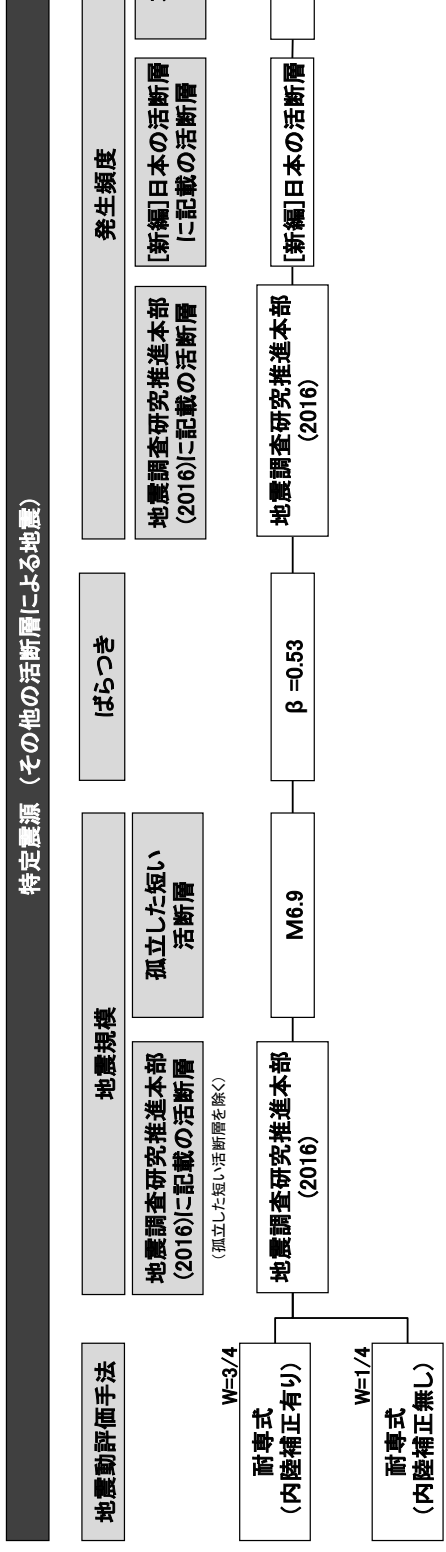 特定震源 （その他の活断層による地震）
地震動評価手法
地震規模
ばらつき
発生頻度
地震調査研究推進本部
(2016)に記載の活断層
（孤立した短い活断層を除く）
孤立した短い
活断層
地震調査研究推進本部
(2016)に記載の活断層
[新編]日本の活断層
に記載の活断層
W=3/4
耐専式
（内陸補正有り）
地震調査研究推進本部
(2016)
M6.9
β =0.53
地震調査研究推進本部
(2016)
[新編]日本の活断層
W=1/4
耐専式
（内陸補正無し）